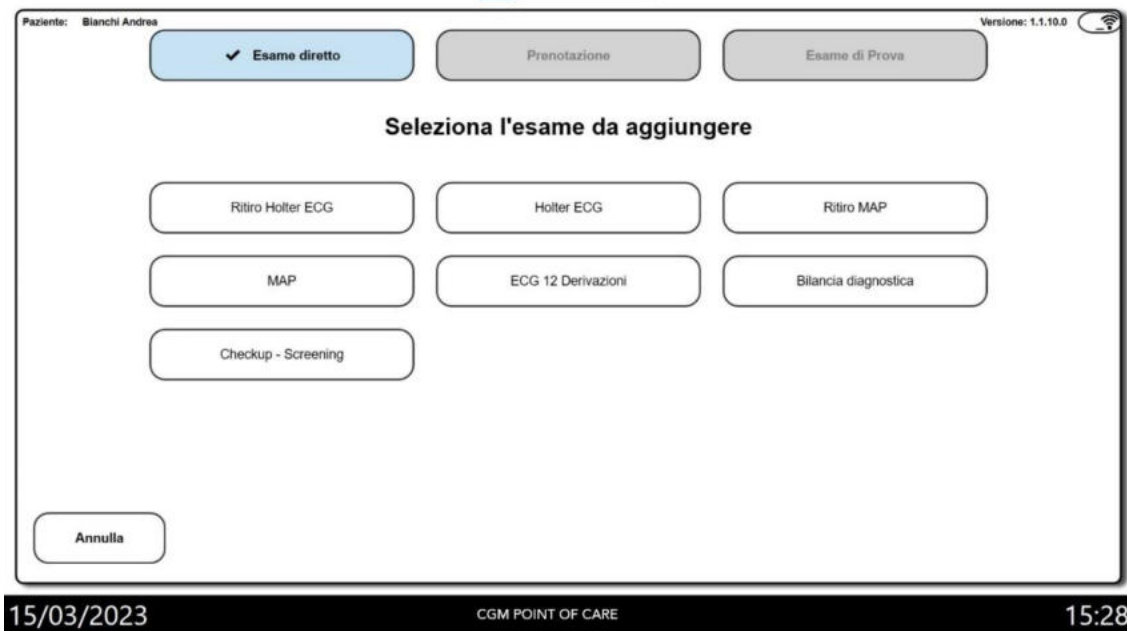 Paziente: Bianchi Andrea
Versione: 1.1.10.0
Esame diretto
Prenotazione
Esame di Prova
Seleziona l'esame da aggiungere
Ritiro Holter ECG
Holter ECG
Ritiro MAP
MAP
ECG 12 Derivazioni
Bilancia diagnostica
Checkup - Screening
Annulla
15/03/2023
CGM POINT OF CARE
15:28